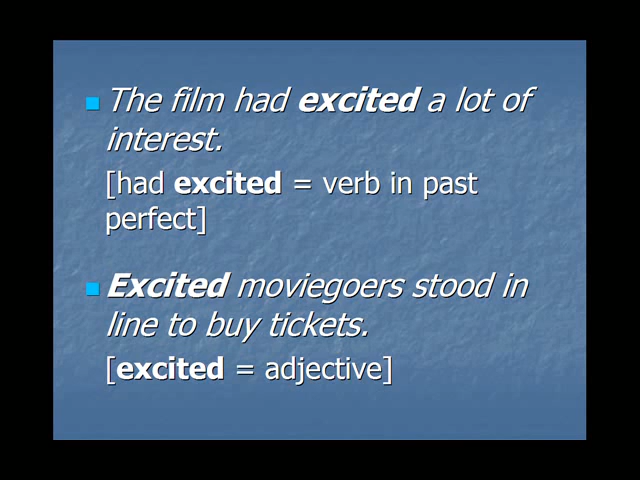 The film had excited a lot of
interest.
[had excited = verb in past
perfect]
Excited moviegoers stood in
line to buy tickets.
[excited = adjective]